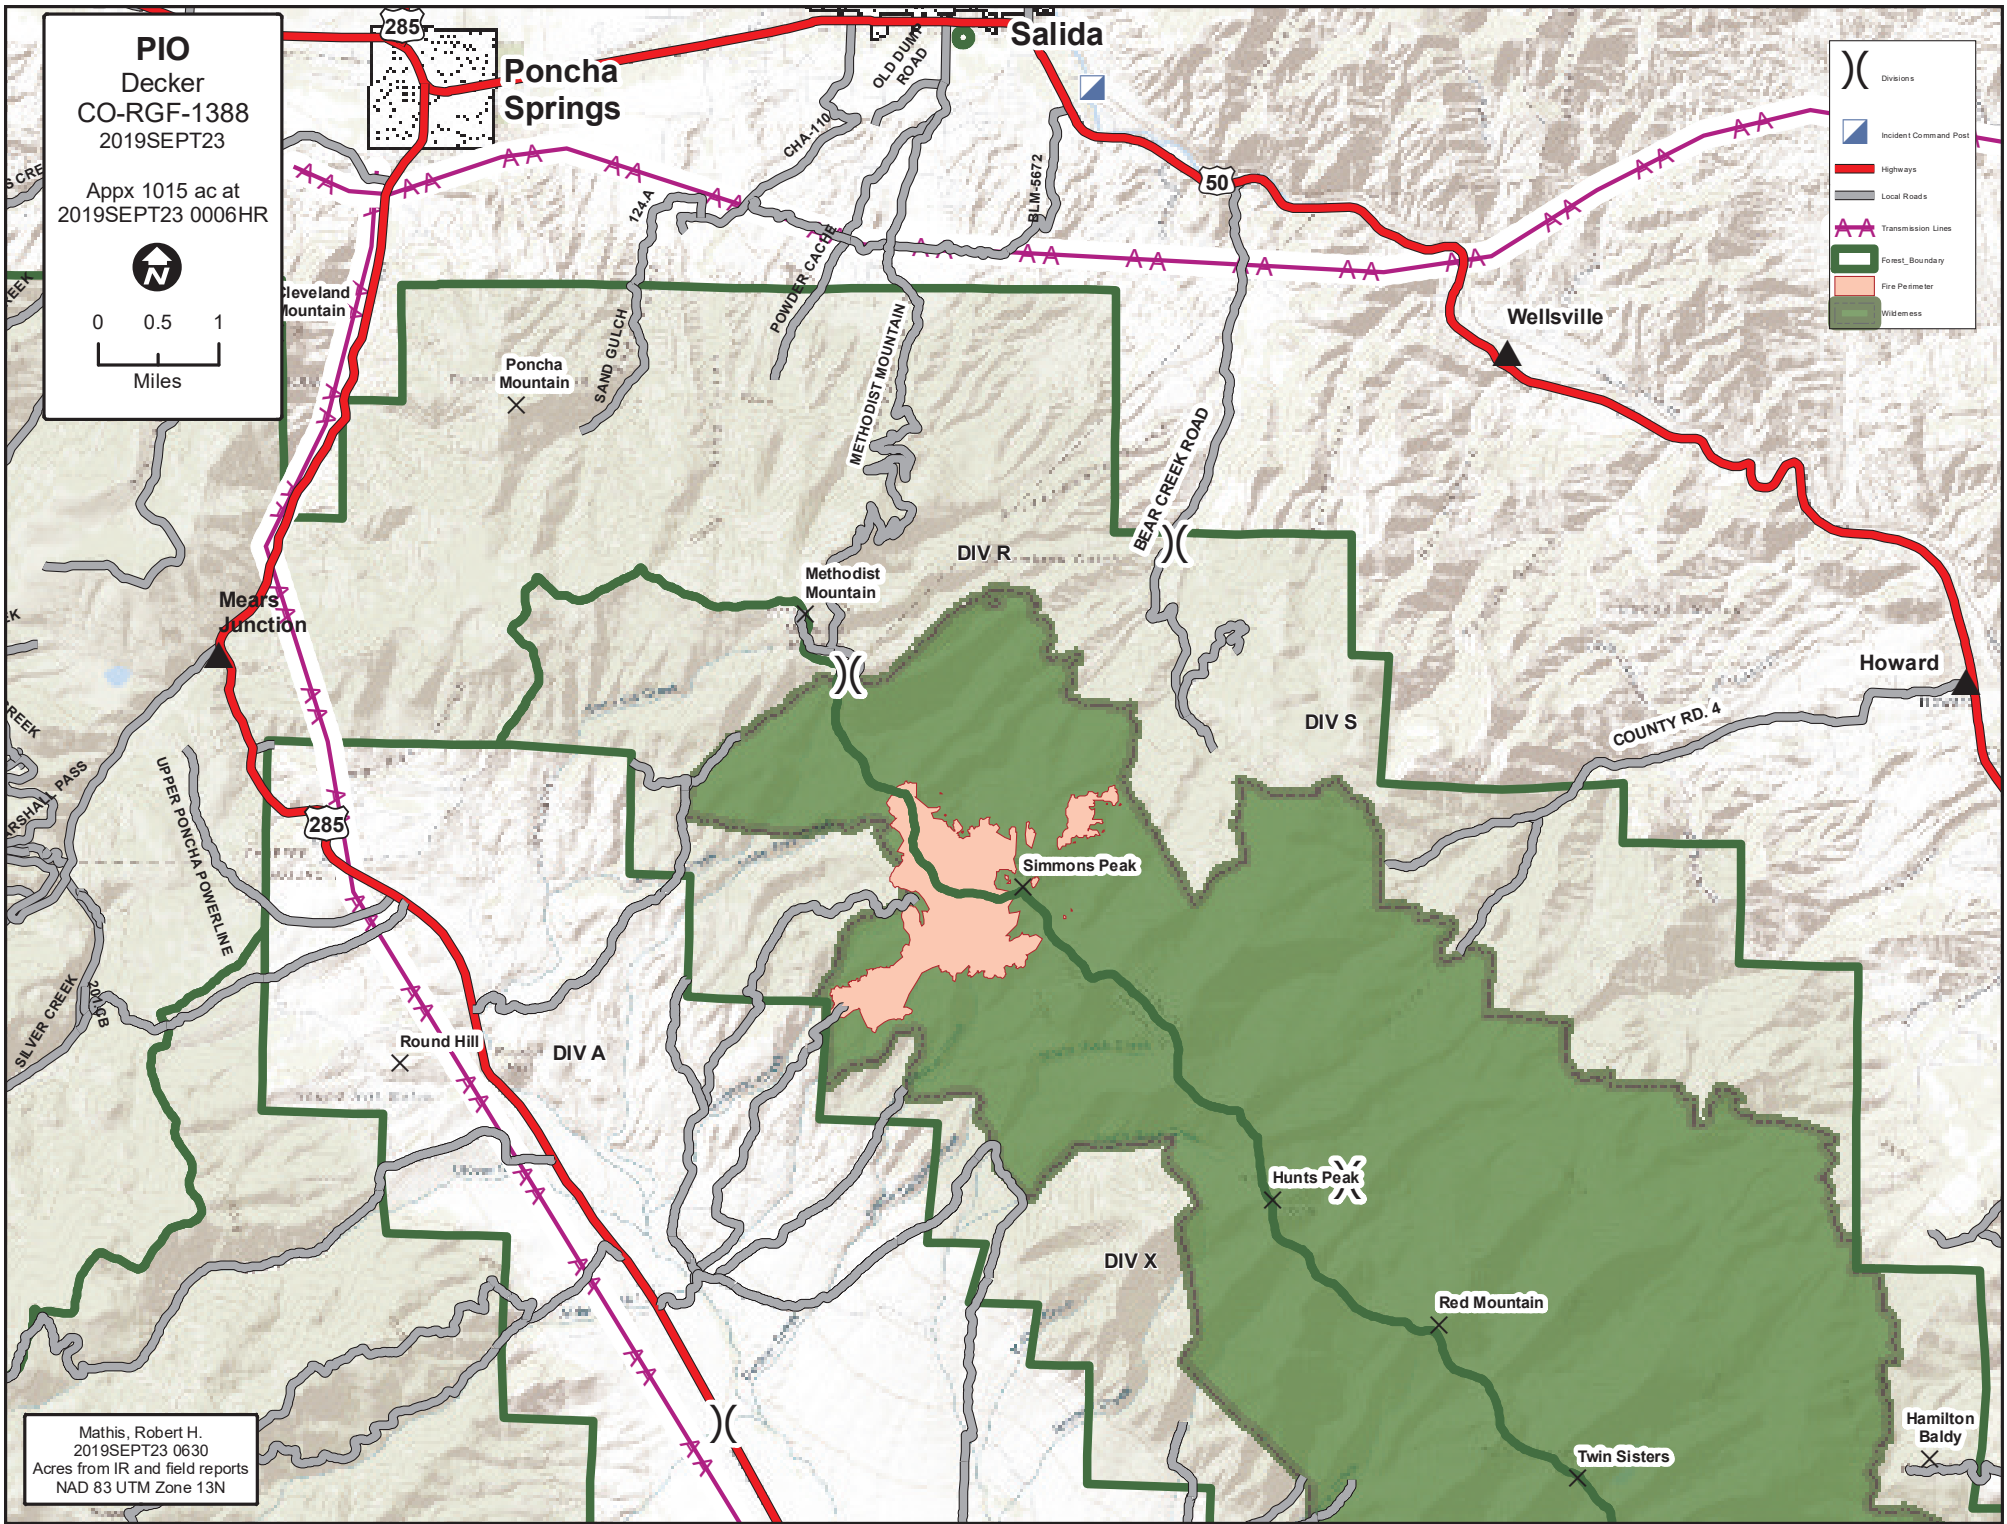 PIO
Decker
CO-RGF-1388
2019SEPT23
Appx 1015 ac at
2019SEPT23 0006HR
N
0 0.5 1
Miles
285
Poncha
Springs
Salida
OLD DUMP
ROAD
CHA-110
124.A
BLM-5672
50
Divisions
Incident Command Post
Highways
Local Roads
Transmission Lines
Forest_Boundary
Fire Perimeter
Wilderness
Cleveland
Mountain
POWDER CACHE
SAND GULCH
METHODIST MOUNTAIN
Poncha
Mountain
Wellsville
BEAR CREEK ROAD
DIV R
Methodist
Mountain
Mears
Junction
Howard
COUNTY RD. 4
DIV S
CREEK
ARSHALL PASS
UPPER PONCHA POWERLINE
285
Simmons Peak
SILVER CREEK
201.CB
Round Hill
DIV A
Hunts Peak
DIV X
Red Mountain
Twin Sisters
Hamilton
Baldy
Mathis, Robert H.
2019SEPT23 0630
Acres from IR and field reports
NAD 83 UTM Zone 13N